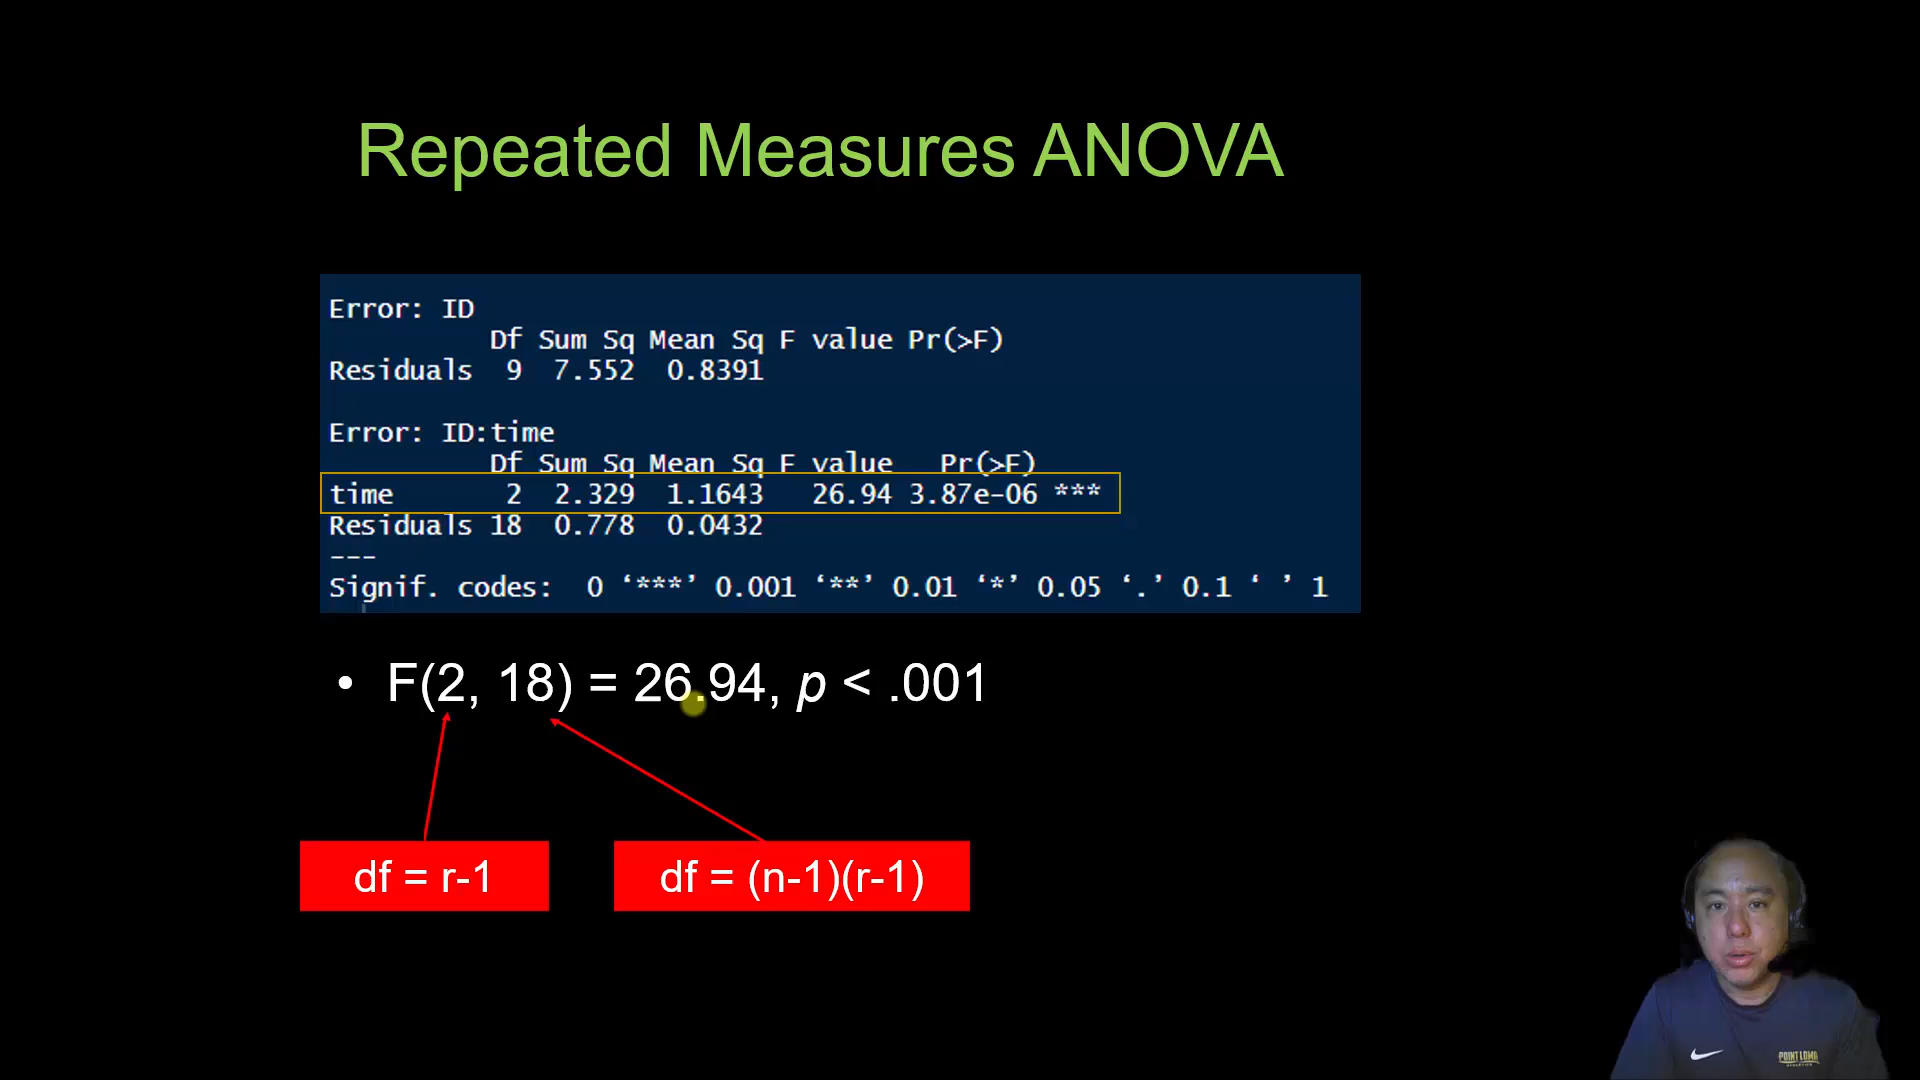 Repeated Measures ANOVA
Error: ID
Df Sum Sq Mean Sq F value Pr(>F)
Residuals 9 7.552 0.8391
Error: ID:time
Df Sum Sq Mean Sq F value Pr(>F)
time 2 2.329 1.1643 26.94 3.87e-06 ***
Residuals 18 0.778 0.0432
---
Signif. codes: 0 ‘***’ 0.001 ‘**’ 0.01 ‘*’ 0.05 ‘.’ 0.1 ‘ ’ 1
• F(2, 18) = 26.94, p < .001
df = r-1
df = (n-1)(r-1)
POINT LOMA